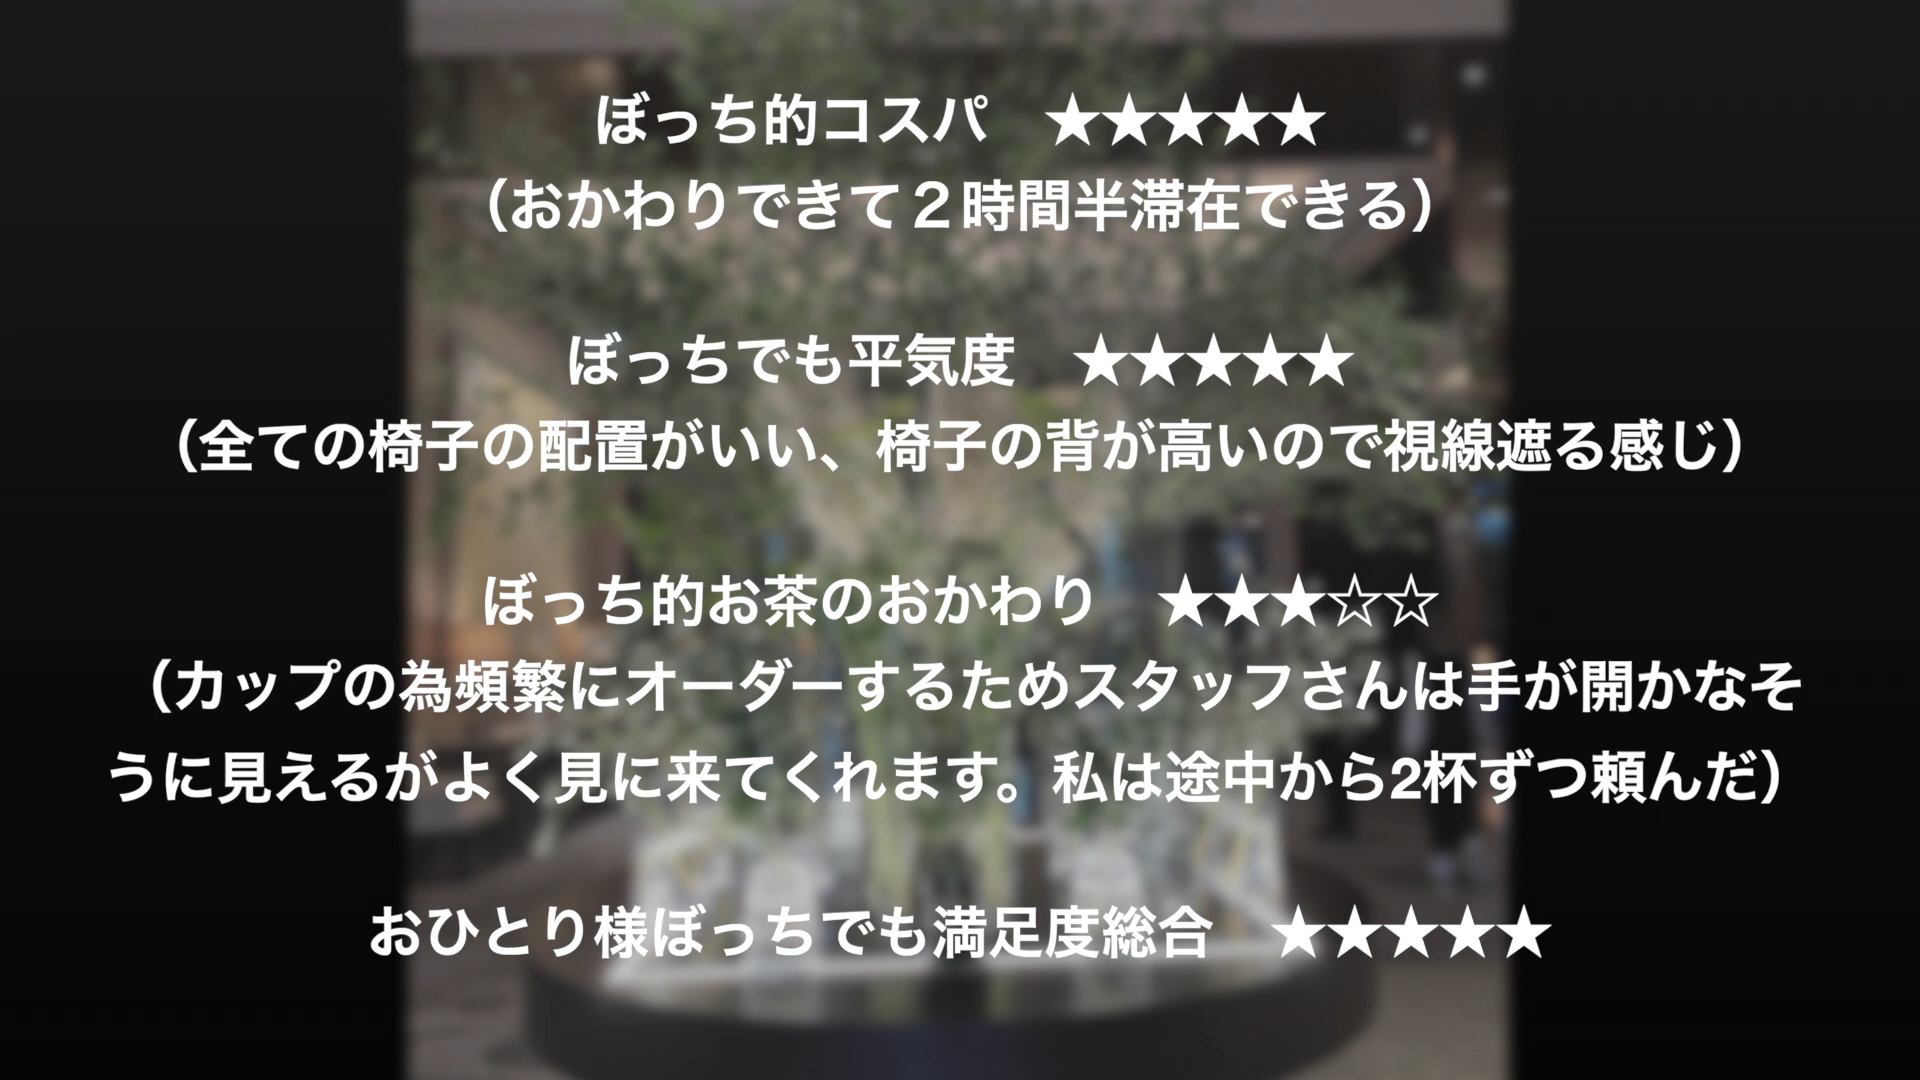 ぼっち的コスパ　★★★★★
（おかわりできて２時間半滞在できる）
ぼっちでも平気度　★★★★★
（全ての椅子の配置がいい、椅子の背が高いので視線遮る感じ）
ぼっち的お茶のおかわり　★★★☆☆
（カップの為頻繁にオーダーするためスタッフさんは手が開かなそ
うに見えるがよく見に来てくれます。私は途中から2杯ずつ頼んだ）
おひとり様ぼっちでも満足度総合　★★★★★